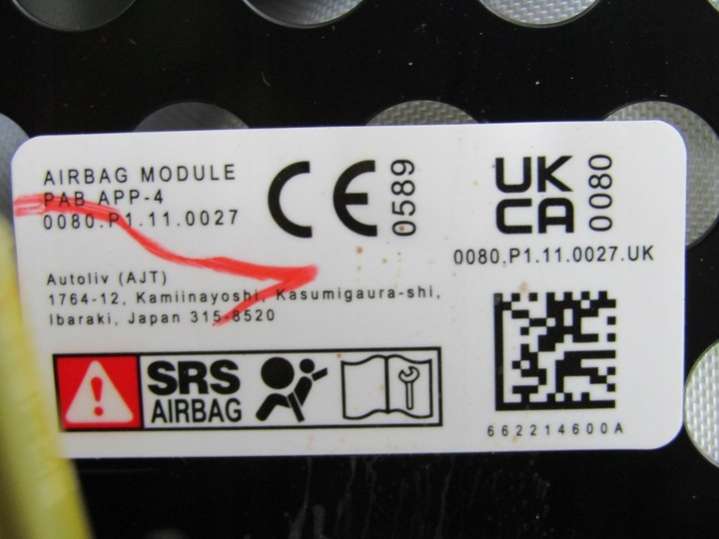 AIRBAG MODULE
PAB APP-4
0080.P1.11.0027
CE 0589
UK
CA 0080
0080.P1.11.0027.UK
Autoliv (AJT)
1764-12, Kamiinayoshi, Kasumigaura-shi,
Ibaraki, Japan 315-8520
SRS
AIRBAG
662214600A